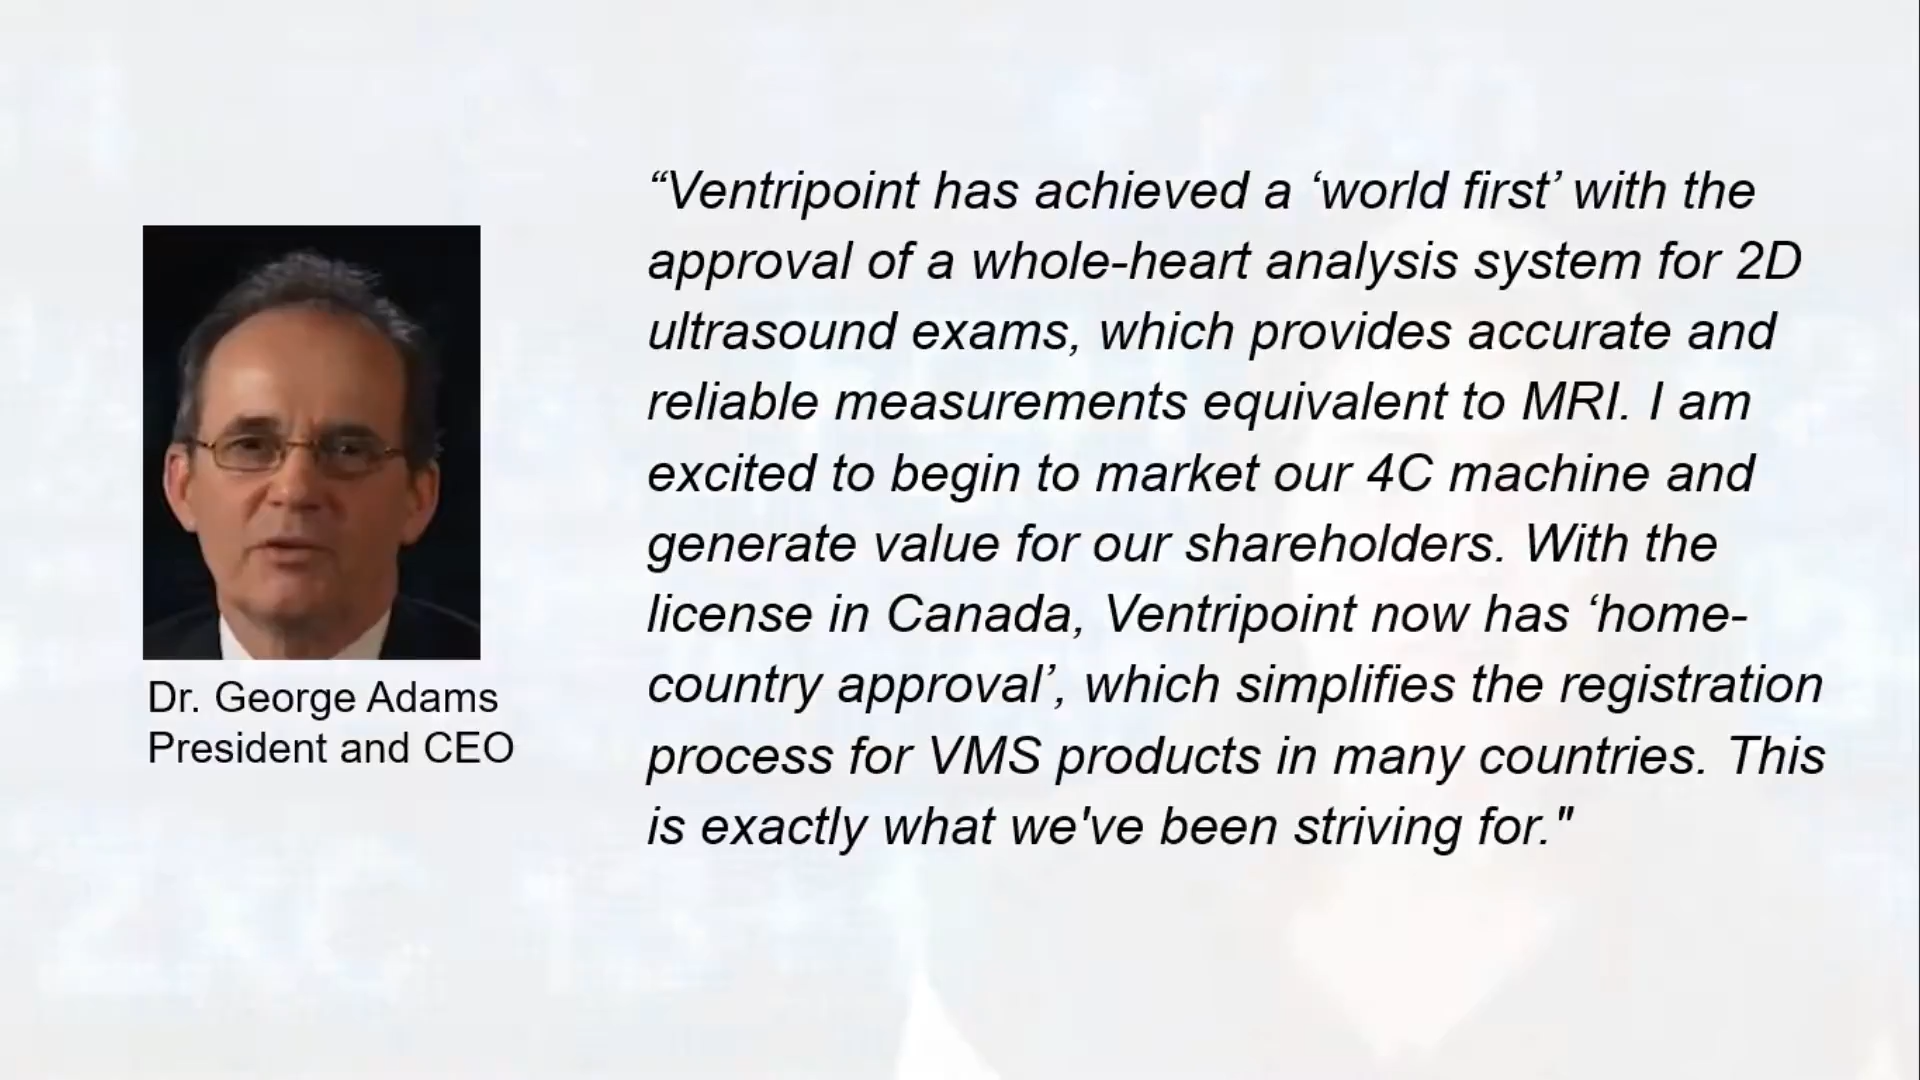 “Ventripoint has achieved a ‘world first’ with the
approval of a whole-heart analysis system for 2D
ultrasound exams, which provides accurate and
reliable measurements equivalent to MRI. I am
excited to begin to market our 4C machine and
generate value for our shareholders. With the
license in Canada, Ventripoint now has ‘home-
country approval’, which simplifies the registration
process for VMS products in many countries. This
is exactly what we've been striving for."
Dr. George Adams
President and CEO